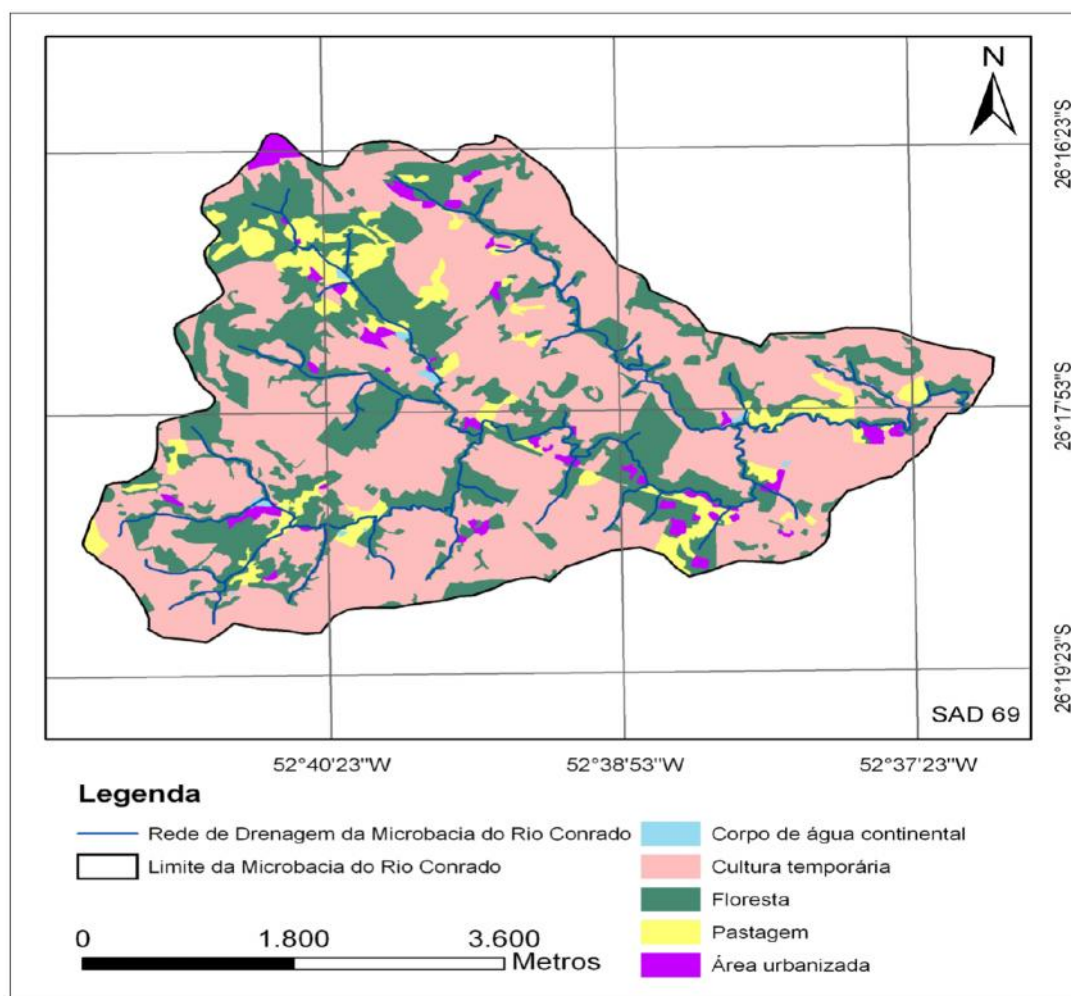 N
26°16'23"S
26°17'53"S
26°19'23"S
SAD 69
52°40'23"W
52°38'53"W
52°37'23"W
Legenda
Rede de Drenagem da Microbacia do Rio Conrado
Limite da Microbacia do Rio Conrado
0
1.800
3.600
Metros
Corpo de água continental
Cultura temporária
Floresta
Pastagem
Área urbanizada